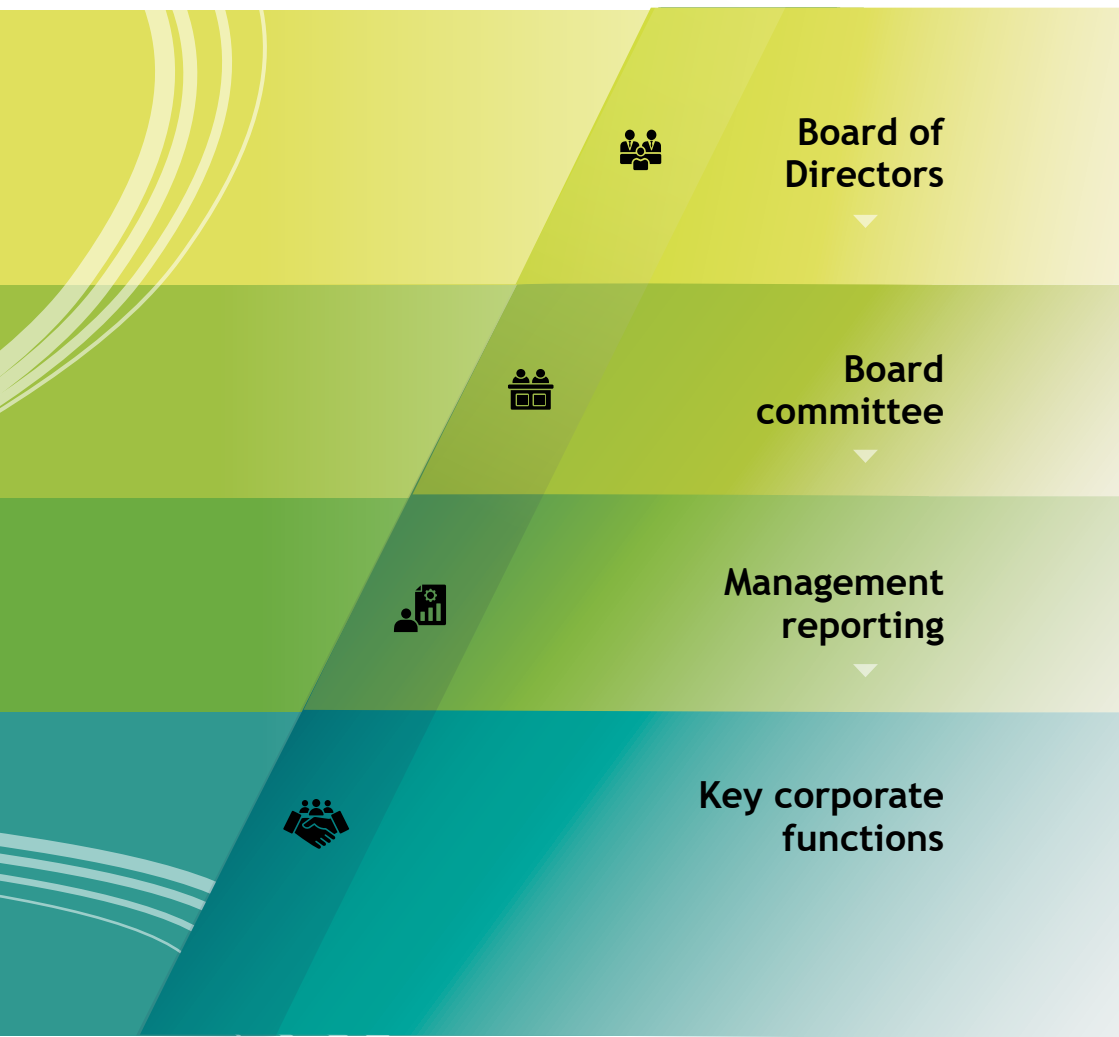 Board of
Directors
Board
committee
Management
reporting
Key corporate
functions